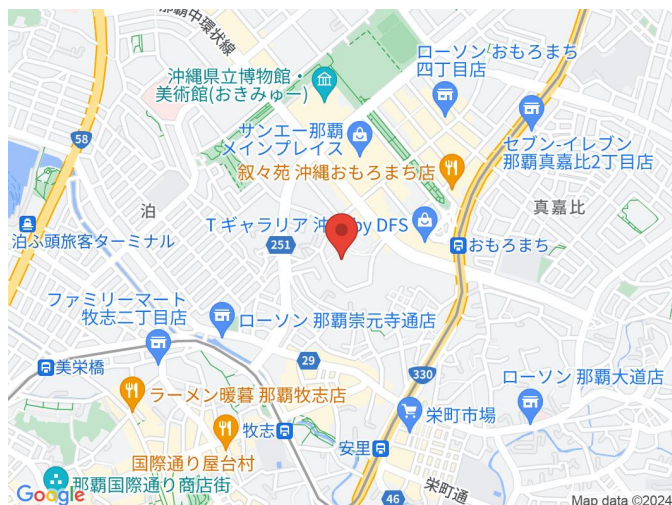 那覇中環状線
沖縄県立博物館・
美術館(おきみゅー)
ローソン おもろまち
四丁目店
サンエー那覇
メインプレイス
セブン-イレブン
那覇真嘉比2丁目店
58
叙々苑 沖縄おもろまち店
真嘉比
泊
Tギャラリア 沖 by DFS
泊ふ頭旅客ターミナル
251
おもろまち
ファミリーマート
牧志二丁目店
ローソン 那覇崇元寺通店
美栄橋
29
330
ローソン 那覇大道店
ラーメン暖暮 那覇牧志店
栄町市場
牧志
安里
国際通り屋台村
那覇国際通り商店街
栄町通
46
Google
Map data ©2024